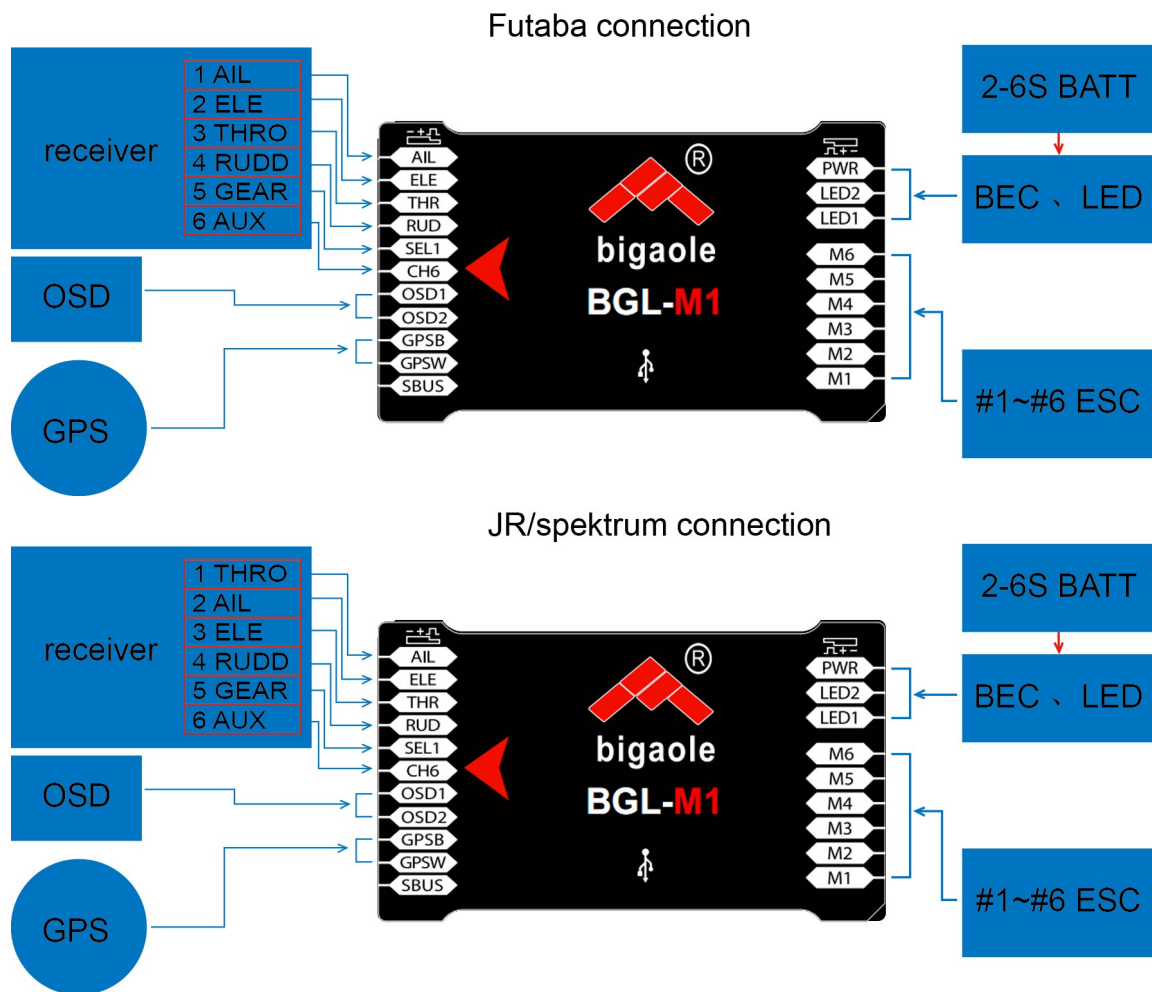 Futaba connection
receiver
1 AIL
2 ELE
3 THRO
4 RUDD
5 GEAR
6 AUX
OSD
GPS
AIL
ELE
THR
RUD
SEL1
CH6
OSD1
OSD2
GPSB
GPSW
SBUS
®
bigaole
BGL-M1
PWR
LED2
LED1
M6
M5
M4
M3
M2
M1
2-6S BATT
BEC 、 LED
#1~#6 ESC
JR/spektrum connection
receiver
1 THRO
2 AIL
3 ELE
4 RUDD
5 GEAR
6 AUX
OSD
GPS
AIL
ELE
THR
RUD
SEL1
CH6
OSD1
OSD2
GPSB
GPSW
SBUS
®
bigaole
BGL-M1
PWR
LED2
LED1
M6
M5
M4
M3
M2
M1
2-6S BATT
BEC 、 LED
#1~#6 ESC